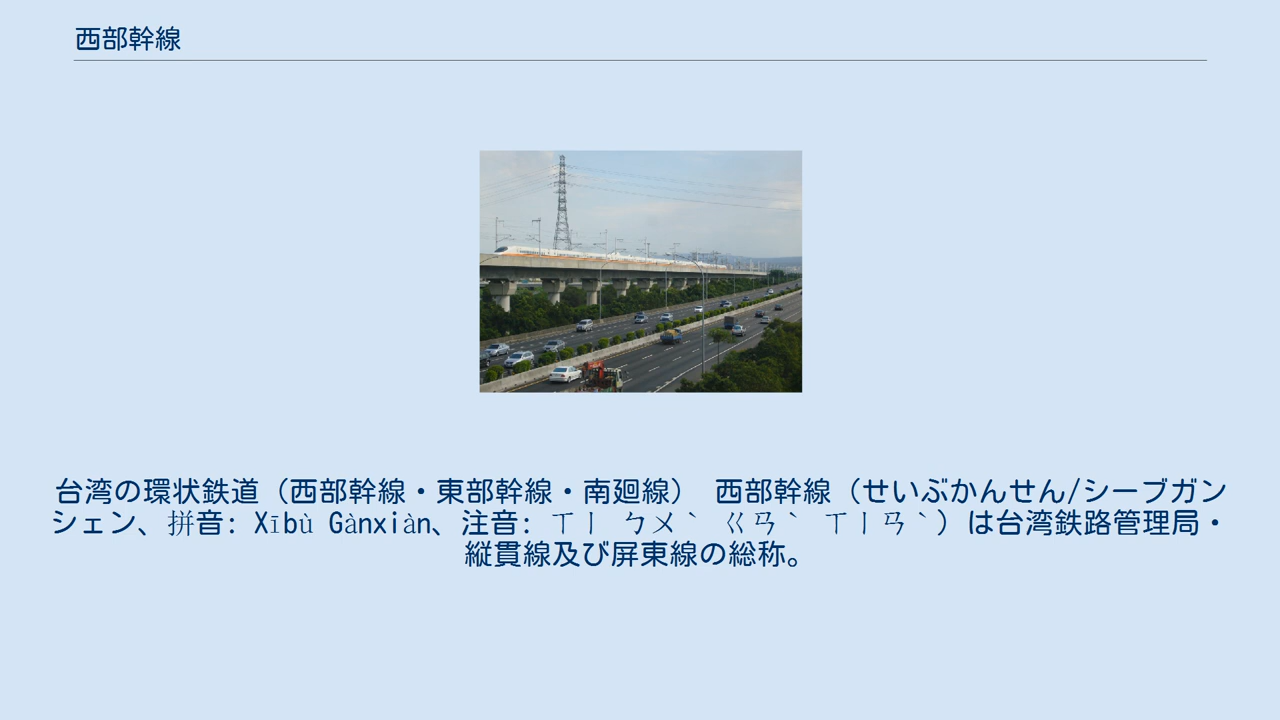 西部幹線
台湾の環状鉄道（西部幹線・東部幹線・南廻線） 西部幹線（せいぶかんせん/シーブガン
シェン、拼音: Xībù Gànxiàn、注音: ㄒㄧ ㄅㄨˋ ㄍㄢˋ ㄒㄧㄢˋ）は台湾鉄路管理局・
縦貫線及び屏東線の総称。